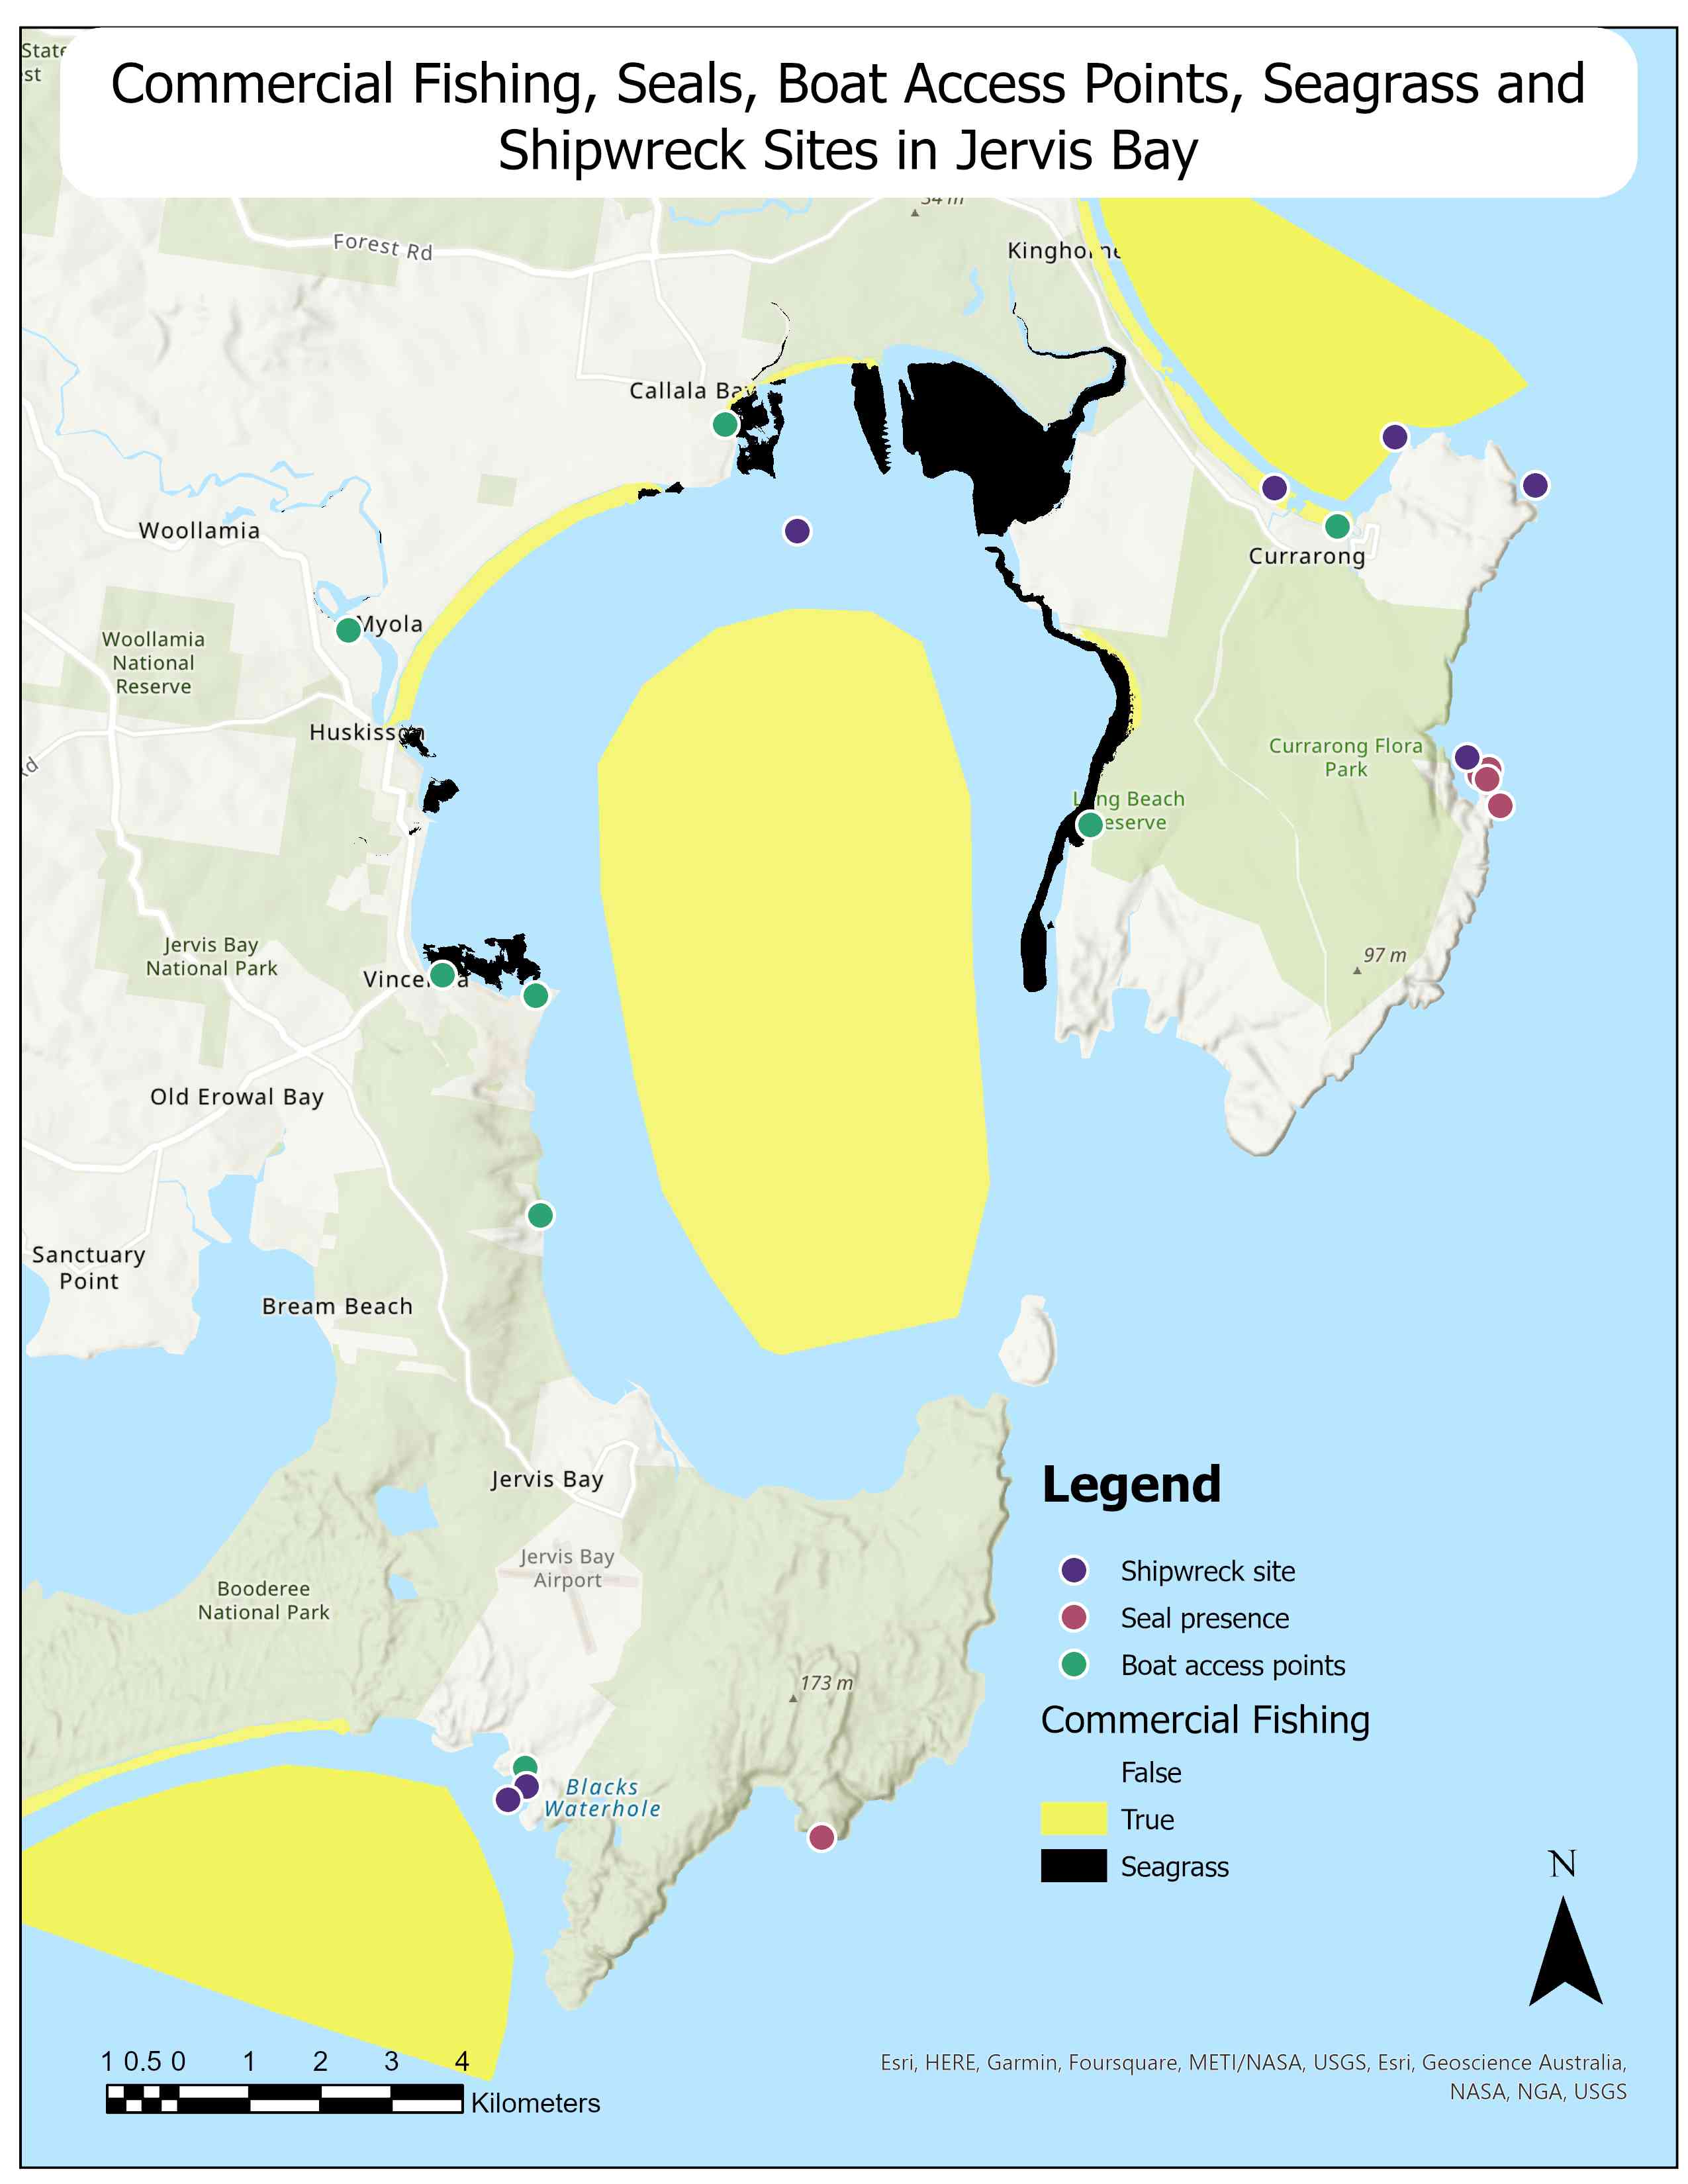 Commercial Fishing, Seals, Boat Access Points, Seagrass and
Shipwreck Sites in Jervis Bay
State
st
34 m
Forest Rd
Kinghorne
Callala Bay
Woollamia
Currarong
Myola
Woollamia
National
Reserve
Huskisson
Rd
Currarong Flora
Park
Long Beach
Reserve
Jervis Bay
National Park
97 m
Vincentia
Old Erowal Bay
Sanctuary
Point
Bream Beach
Jervis Bay
Jervis Bay
Airport
Booderee
National Park
173 m
Blacks
Waterhole
Legend
Shipwreck site
Seal presence
Boat access points
Commercial Fishing
False
True
Seagrass
N
1 0.5 0 1 2 3 4
Kilometers
Esri, HERE, Garmin, Foursquare, METI/NASA, USGS, Esri, Geoscience Australia,
NASA, NGA, USGS